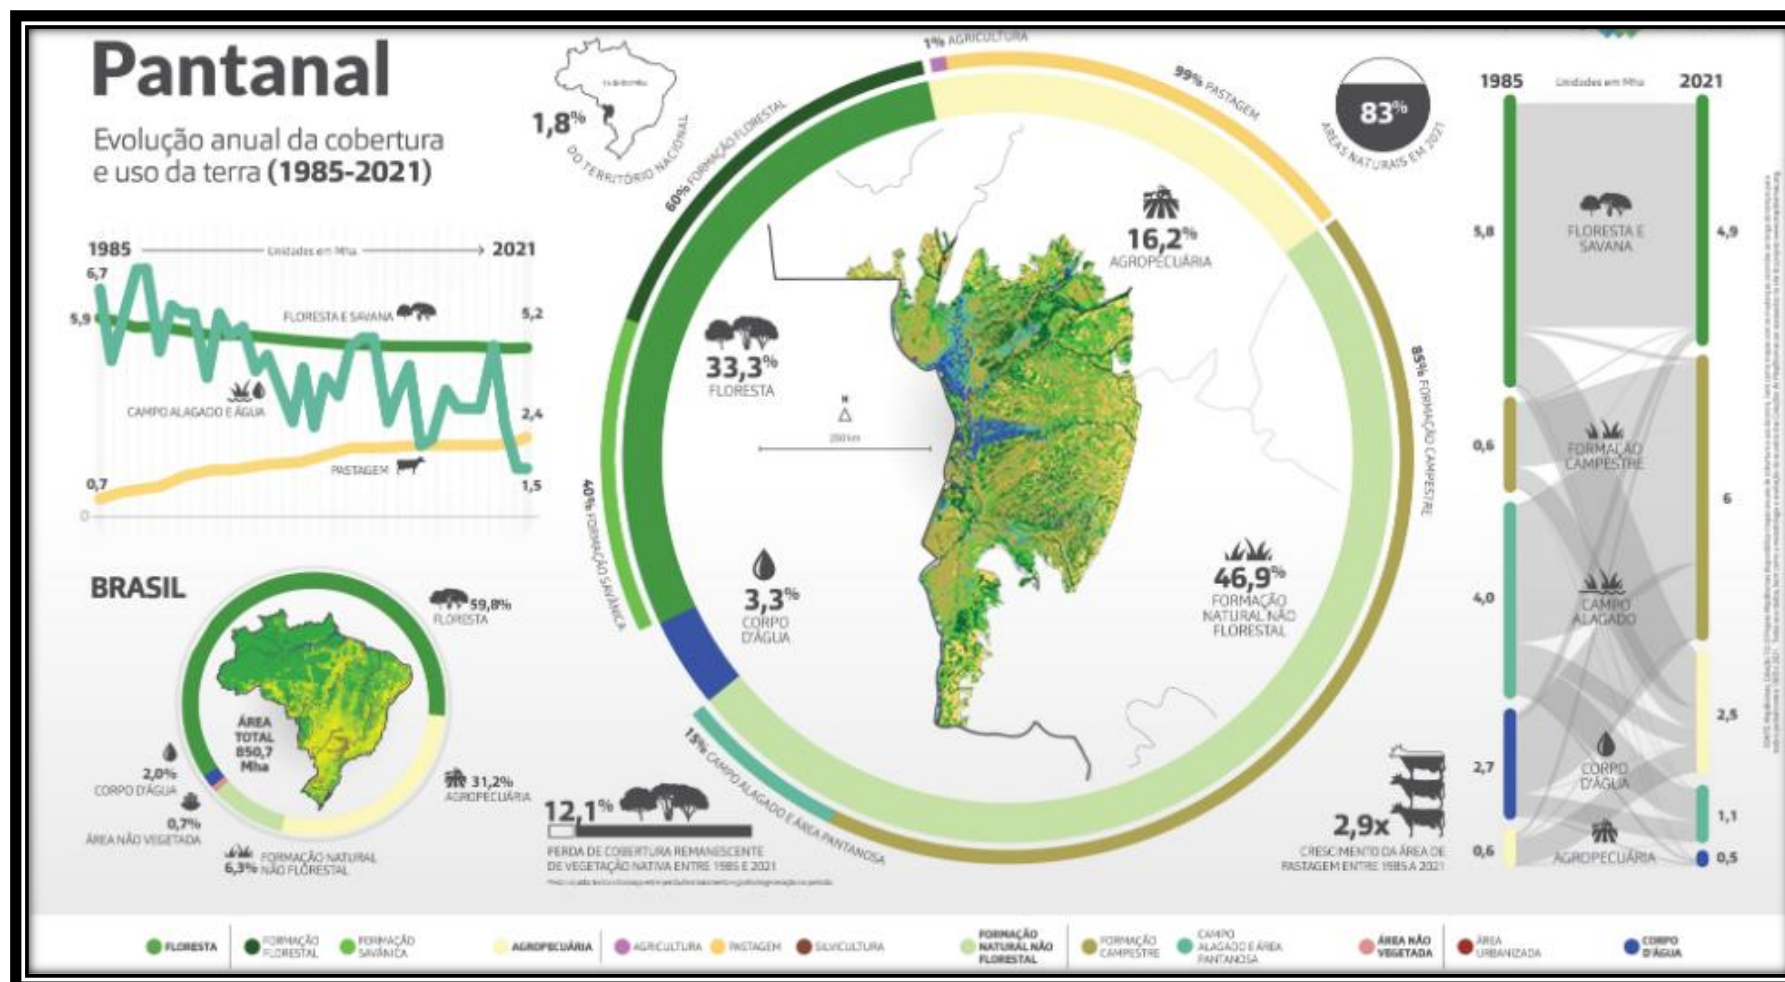 Pantanal
Evolução anual da cobertura
e uso da terra (1985-2021)
1,8%
DO TERRITÓRIO NACIONAL
1985
Unidades em Mha
2021
6,7
5,9
FLORESTA E SAVANA
5,2
CAMPO ALAGADO E ÁGUA
2,4
PASTAGEM
0,7
1,5
0
BRASIL
59,8%
FLORESTA
ÁREA
TOTAL
850,7
Mha
2,0%
CORPO D'ÁGUA
0,7%
ÁREA NÃO VEGETADA
31,2%
AGROPECUÁRIA
6,3% FORMAÇÃO NATURAL
NÃO FLORESTAL
1% AGRICULTURA
99% PASTAGEM
60% FORMAÇÃO FLORESTAL
40% FORMAÇÃO SAVÂNICA
85% FORMAÇÃO CAMPESTRE
15% CAMPO ALAGADO E ÁREA PANTANOSA
16,2%
AGROPECUÁRIA
33,3%
FLORESTA
N
250 km
3,3%
CORPO
D'ÁGUA
46,9%
FORMAÇÃO
NATURAL NÃO
FLORESTAL
12,1%
PERDA DE COBERTURA REMANESCENTE
DE VEGETAÇÃO NATIVA ENTRE 1985 E 2021
83%
ÁREAS NATURAIS EM 2021
2,9x
CRESCIMENTO DA ÁREA DE
PASTAGEM ENTRE 1985 A 2021
1985
Unidades em Mha
2021
5,8
FLORESTA E
SAVANA
4,9
0,6
FORMAÇÃO
CAMPESTRE
6
4,0
CAMPO
ALAGADO
2,5
2,7
CORPO
D'ÁGUA
1,1
0,6
AGROPECUÁRIA
0,5
FLORESTA
FORMAÇÃO
FLORESTAL
FORMAÇÃO
SAVÂNICA
AGROPECUÁRIA
AGRICULTURA
PASTAGEM
SILVICULTURA
FORMAÇÃO
NATURAL NÃO
FLORESTAL
FORMAÇÃO
CAMPESTRE
CAMPO
ALAGADO E ÁREA
PANTANOSA
ÁREA NÃO
VEGETADA
ÁREA
URBANIZADA
CORPO
D'ÁGUA